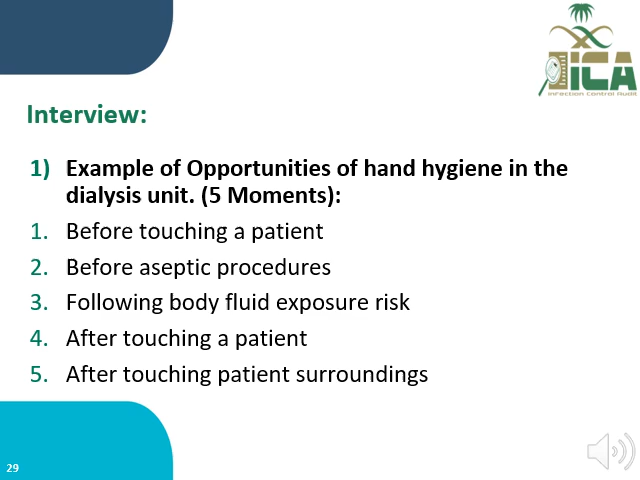 iCA
Infection Control Audit
Interview:
1) Example of Opportunities of hand hygiene in the
dialysis unit. (5 Moments):
1. Before touching a patient
2. Before aseptic procedures
3. Following body fluid exposure risk
4. After touching a patient
5. After touching patient surroundings
29